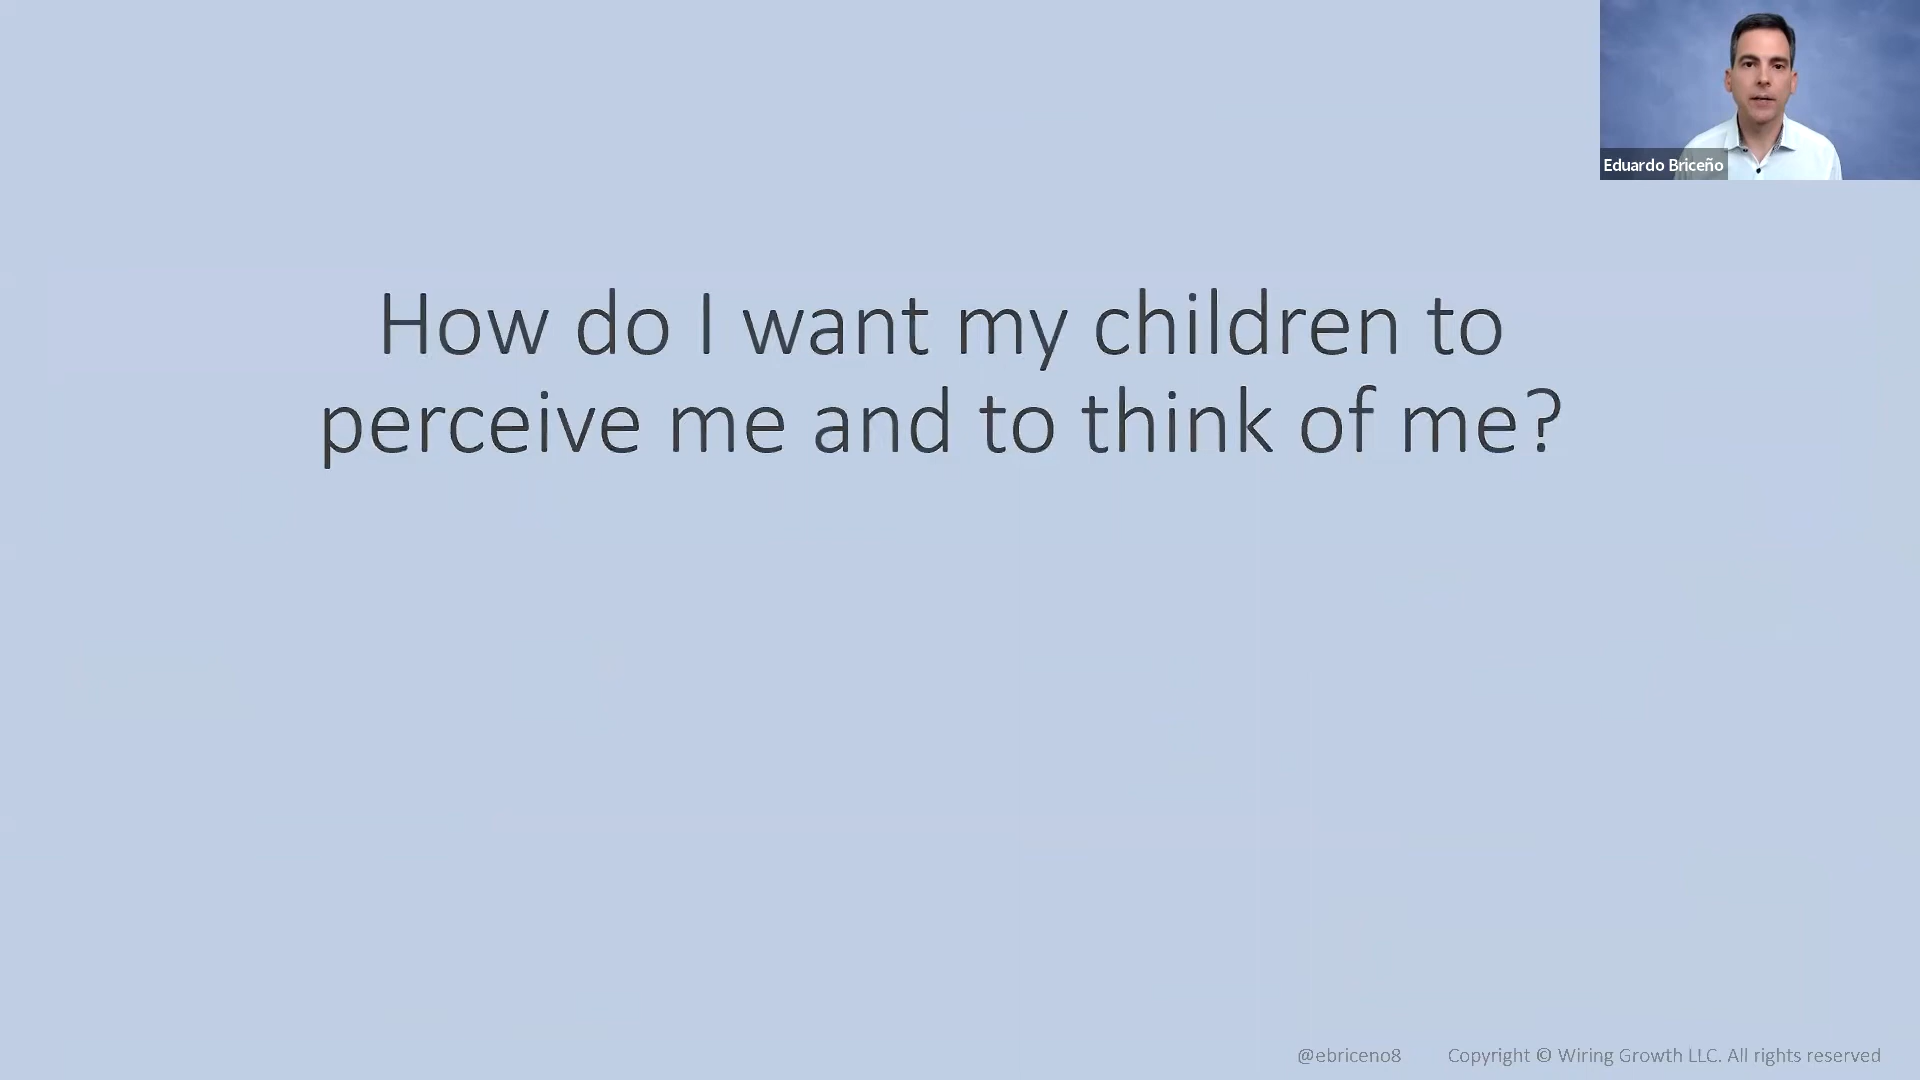 Eduardo Briceño
How do I want my children to
perceive me and to think of me?
@ebriceno8 Copyright © Wiring Growth LLC. All rights reserved